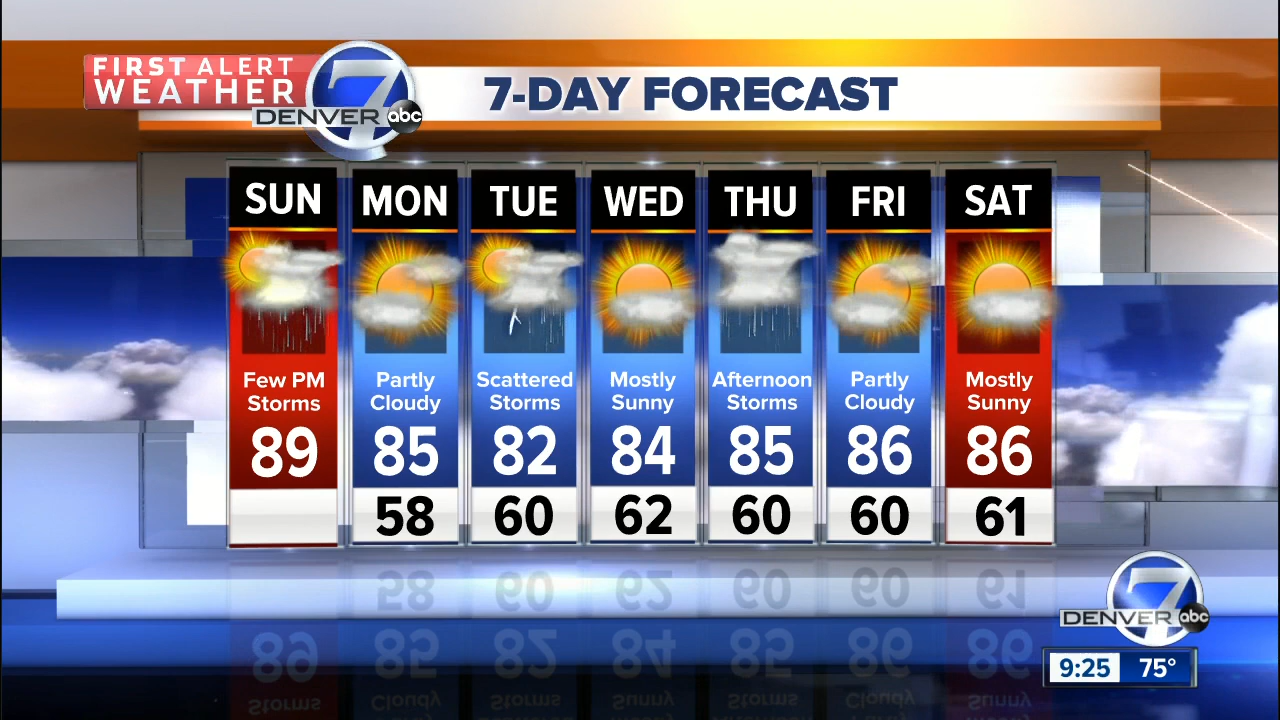 FIRST ALERT
WEATHER
7
DENVER abc
7-DAY FORECAST
SUN MON TUE WED THU FRI SAT
Few PM Storms
Partly Cloudy
Scattered Storms
Mostly Sunny
Afternoon Storms
Partly Cloudy
Mostly Sunny
89 85 82 84 85 86 86
58 60 62 60 60 61
7
DENVER abc
9:25 75°